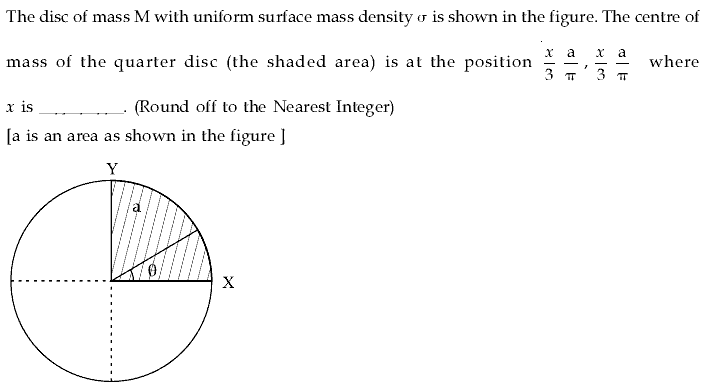 The disc of mass M with uniform surface mass density σ is shown in the figure. The centre of
mass of the quarter disc (the shaded area) is at the position x/3 a/π, x/3 a/π where
x is ________. (Round off to the Nearest Integer)
[a is an area as shown in the figure ]
Y
a
θ
X